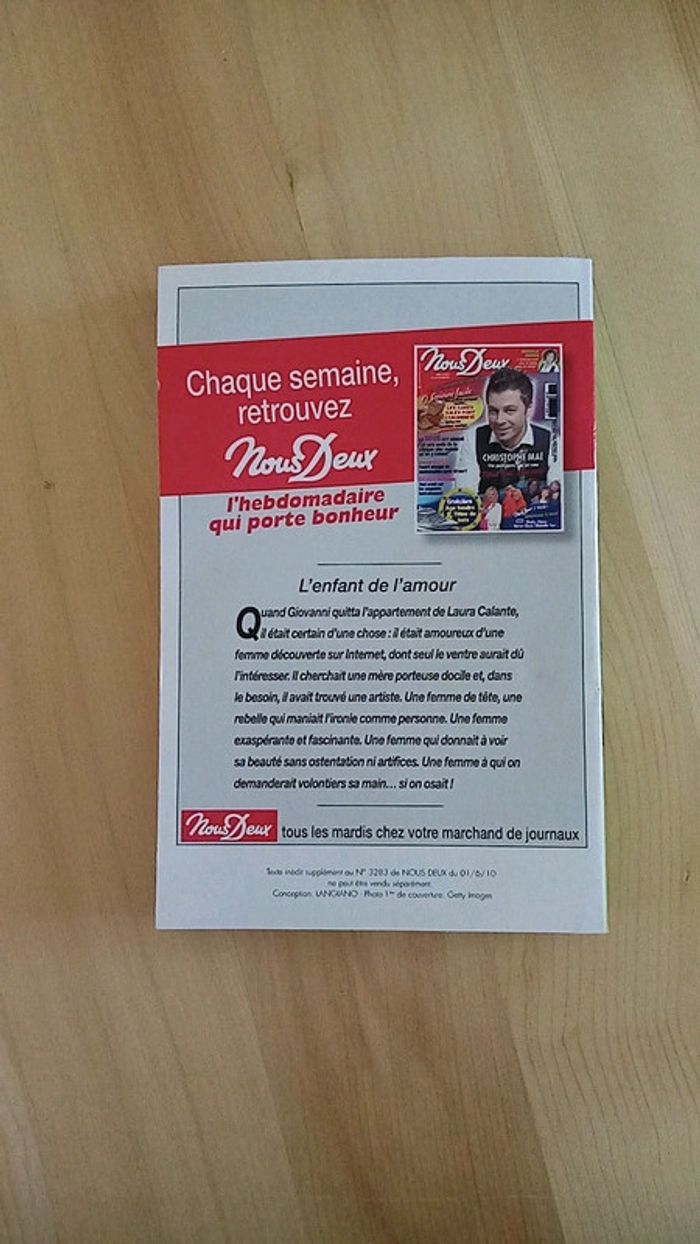 Chaque semaine,
retrouvez
Nous Deux
l'hebdomadaire
qui porte bonheur
Nous Deux
CHRISTOPHE MAÉ
L'enfant de l'amour
Quand Giovanni quitta l'appartement de Laura Calante,
il était certain d'une chose : il était amoureux d'une
femme découverte sur Internet, dont seul le ventre aurait dû
l'intéresser. Il cherchait une mère porteuse docile et, dans
le besoin, il avait trouvé une artiste. Une femme de tête, une
rebelle qui maniait l'ironie comme personne. Une femme
exaspérante et fascinante. Une femme qui donnait à voir
sa beauté sans ostentation ni artifices. Une femme à qui on
demanderait volontiers sa main... si on osait !
Nous Deux tous les mardis chez votre marchand de journaux
Texte inédit supplément au N° 3283 de NOUS DEUX du 01/6/10
ne peut être vendu séparément.
Conception: LANGIANO - Photo 1re de couverture: Getty Images